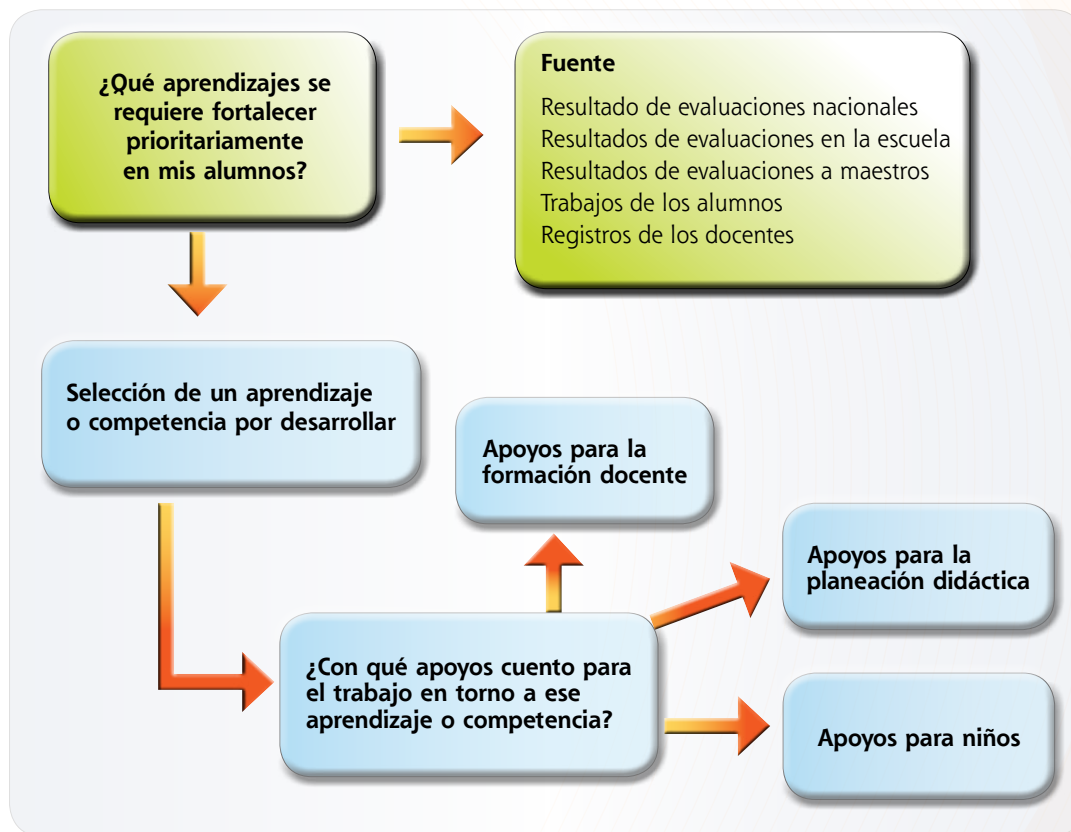 ¿Qué aprendizajes se
requiere fortalecer
prioritariamente
en mis alumnos?
Fuente
Resultado de evaluaciones nacionales
Resultados de evaluaciones en la escuela
Resultados de evaluaciones a maestros
Trabajos de los alumnos
Registros de los docentes
Selección de un aprendizaje
o competencia por desarrollar
Apoyos para la
formación docente
Apoyos para la
planeación didáctica
¿Con qué apoyos cuento para
el trabajo en torno a ese
aprendizaje o competencia?
Apoyos para niños